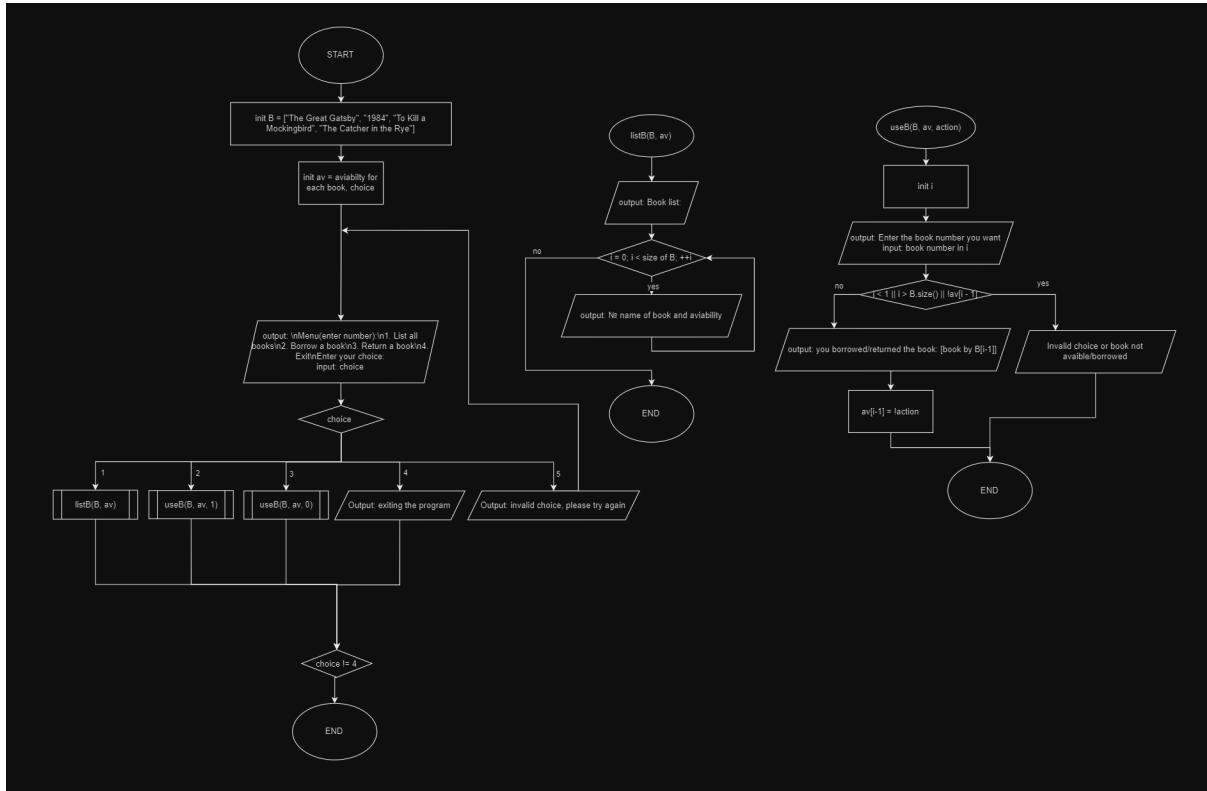 START
init B = ["The Great Gatsby", "1984", "To Kill a
Mockingbird", "The Catcher in the Rye"]
init av = aviabilty for
each book, choice
output: \nMenu(enter number):\n1. List all
books\n2. Borrow a book\n3. Return a book\n4.
Exit\nEnter your choice:
input: choice
choice
1
2
3
4
5
listB(B, av)
useB(B, av, 1)
useB(B, av, 0)
Output: exiting the program
Output: invalid choice, please try again
choice != 4
END
listB(B, av)
output: Book list:
no
i = 0; i < size of B; ++i
yes
output: № name of book and aviability
END
useB(B, av, action)
init i
output: Enter the book number you want
input: book number in i
no
i < 1 || i > B.size() || !av[i - 1]
yes
output: you borrowed/returned the book: [book by B[i-1]]
Invalid choice or book not
avaible/borrowed
av[i-1] = !action
END